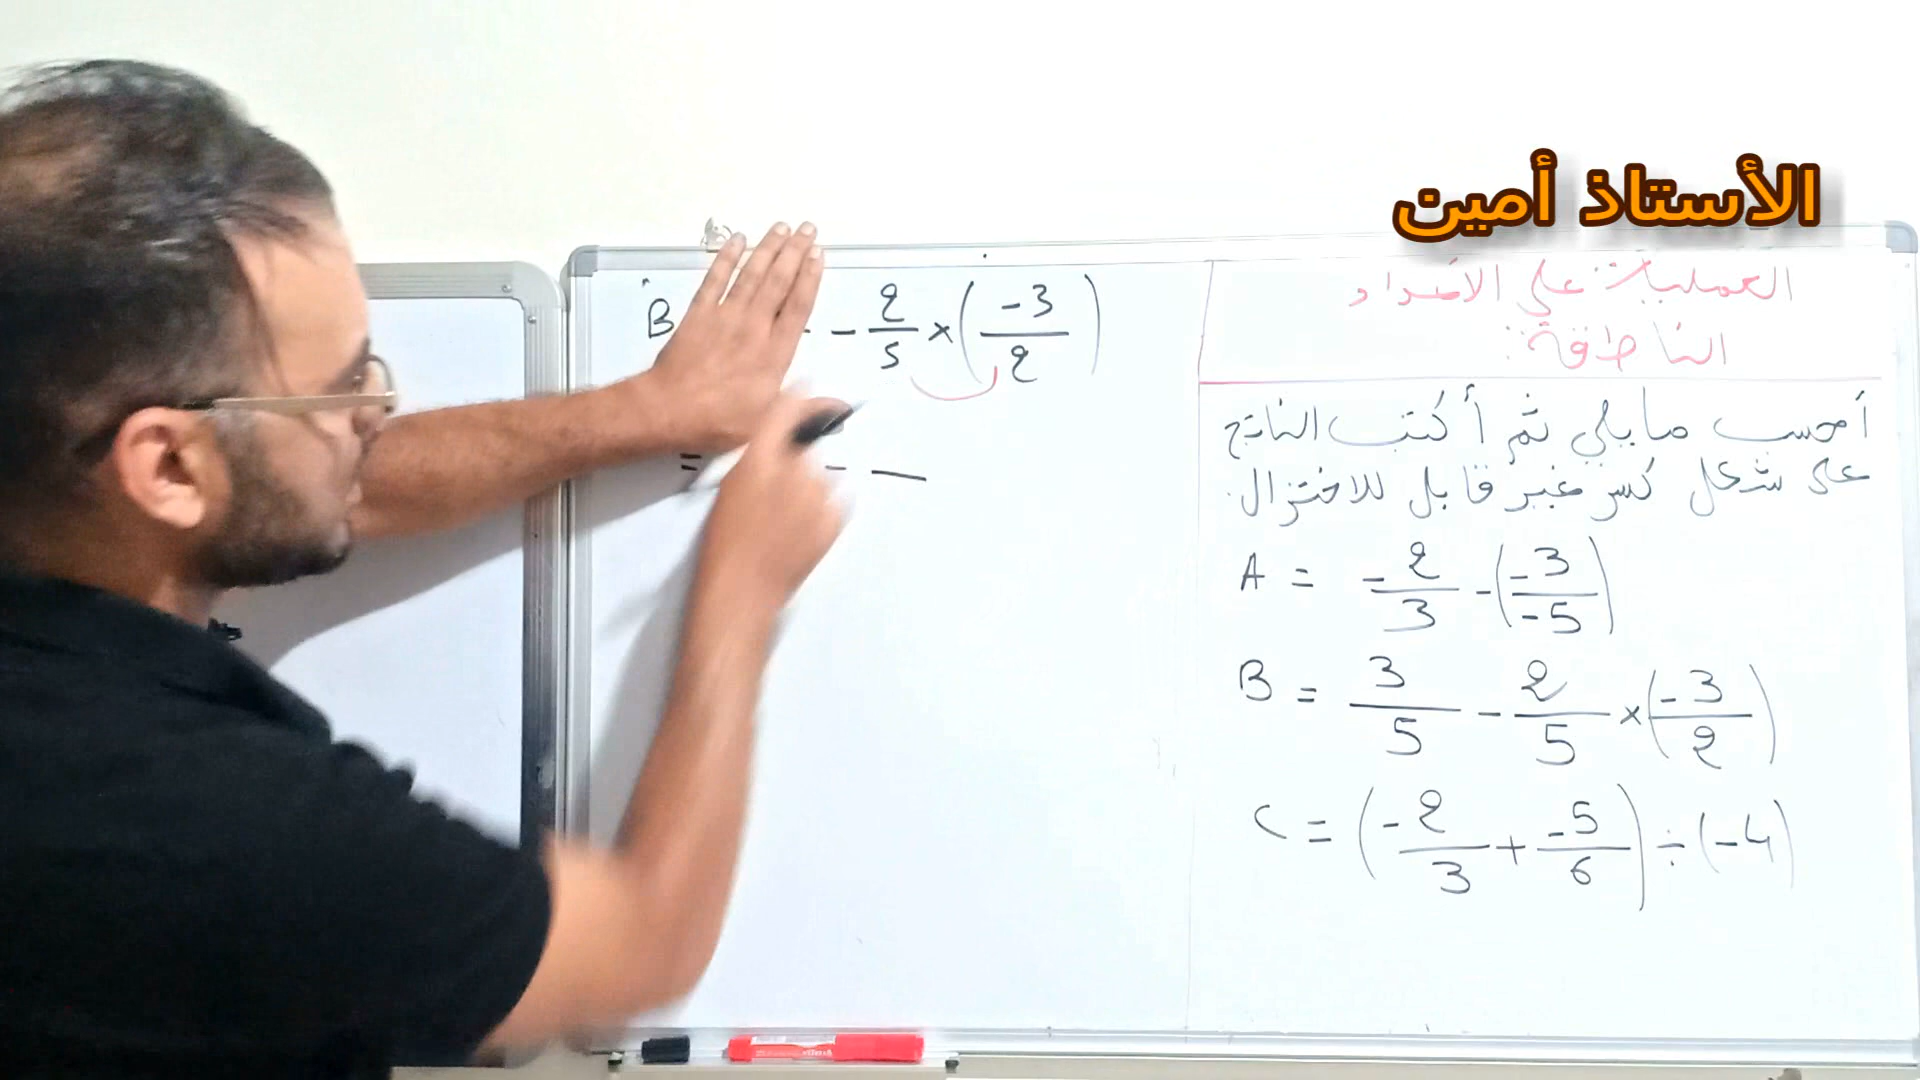 الأستاذ أمين
العمليات على الأعداد
الناطقة:
أحسب مايلي ثم أكتب الناتج
على شكل كسر غير قابل للاختزال.
A = -2/3 - (-3/-5)
B = 3/5 - 2/5 × (-3/2)
C = (-2/3 + -5/6) ÷ (-4)
B - 2/5 × (-3/2)
= -